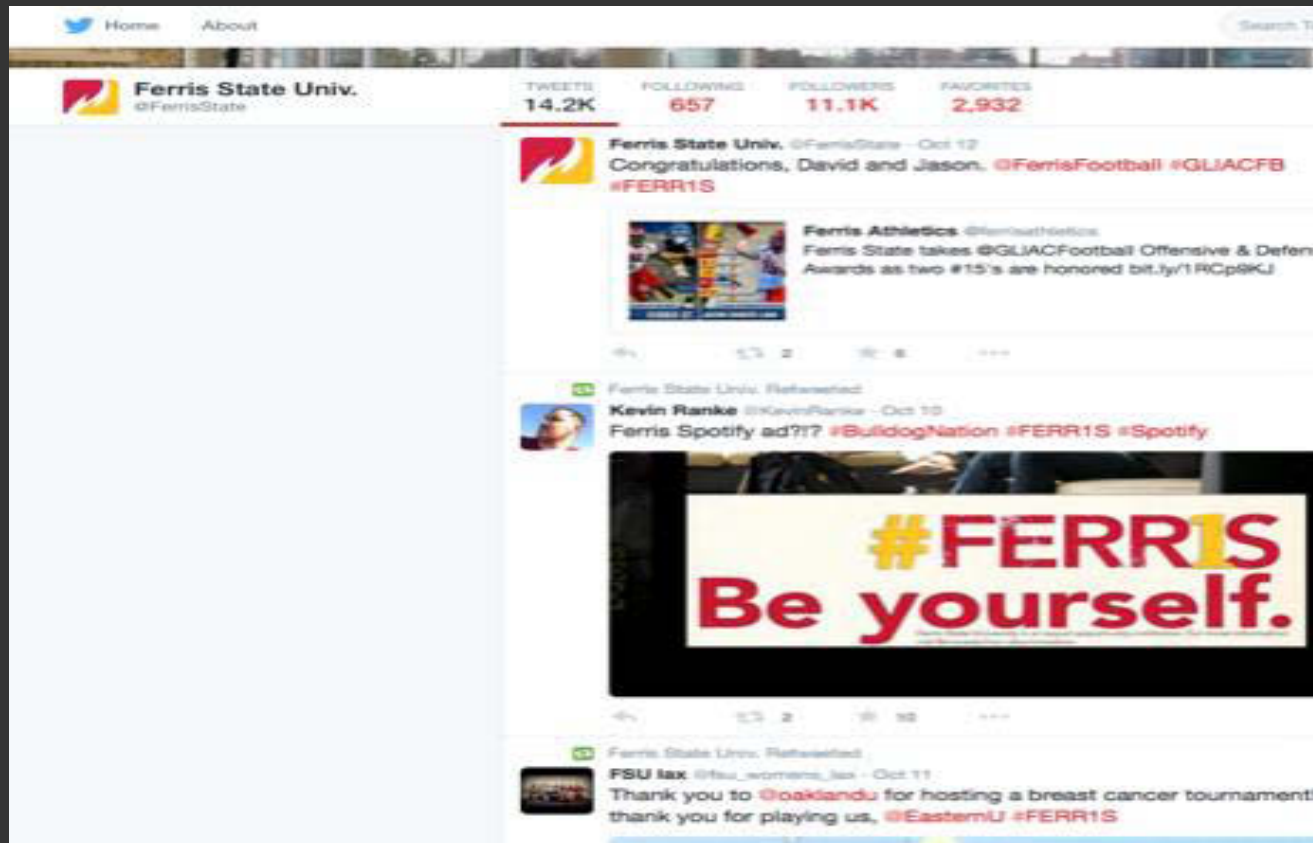 Home About Search
Ferris State Univ.
@FerrisState
TWEETS FOLLOWING FOLLOWERS FAVORITES
14.2K 657 11.1K 2,932
Ferris State Univ. @FerrisState · Oct 12
Congratulations, David and Jason. @FerrisFootball #GLIACFB
#FERR1S
Ferris Athletics @ferrisathletics
Ferris State takes @GLIACFootball Offensive & Defen
Awards as two #15's are honored bit.ly/1RCp9KJ
2 6
Ferris State Univ. Retweeted
Kevin Ranke @KevinRanke · Oct 10
Ferris Spotify ad?!? #BulldogNation #FERR1S #Spotify
#FERR1S
Be yourself.
2 10
Ferris State Univ. Retweeted
FSU lax @fsu_womens_lax · Oct 11
Thank you to @oaklandu for hosting a breast cancer tournament!
thank you for playing us, @EasternU #FERR1S